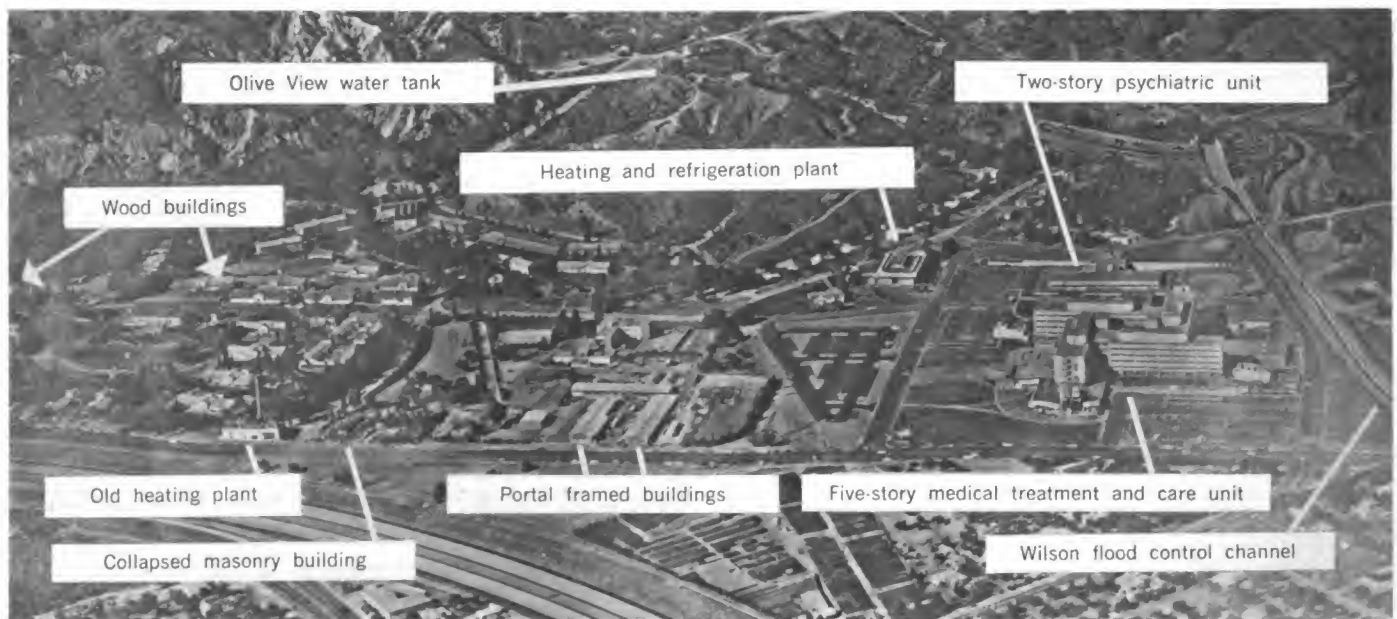 Olive View water tank
Two-story psychiatric unit
Heating and refrigeration plant
Wood buildings
Old heating plant
Portal framed buildings
Five-story medical treatment and care unit
Collapsed masonry building
Wilson flood control channel